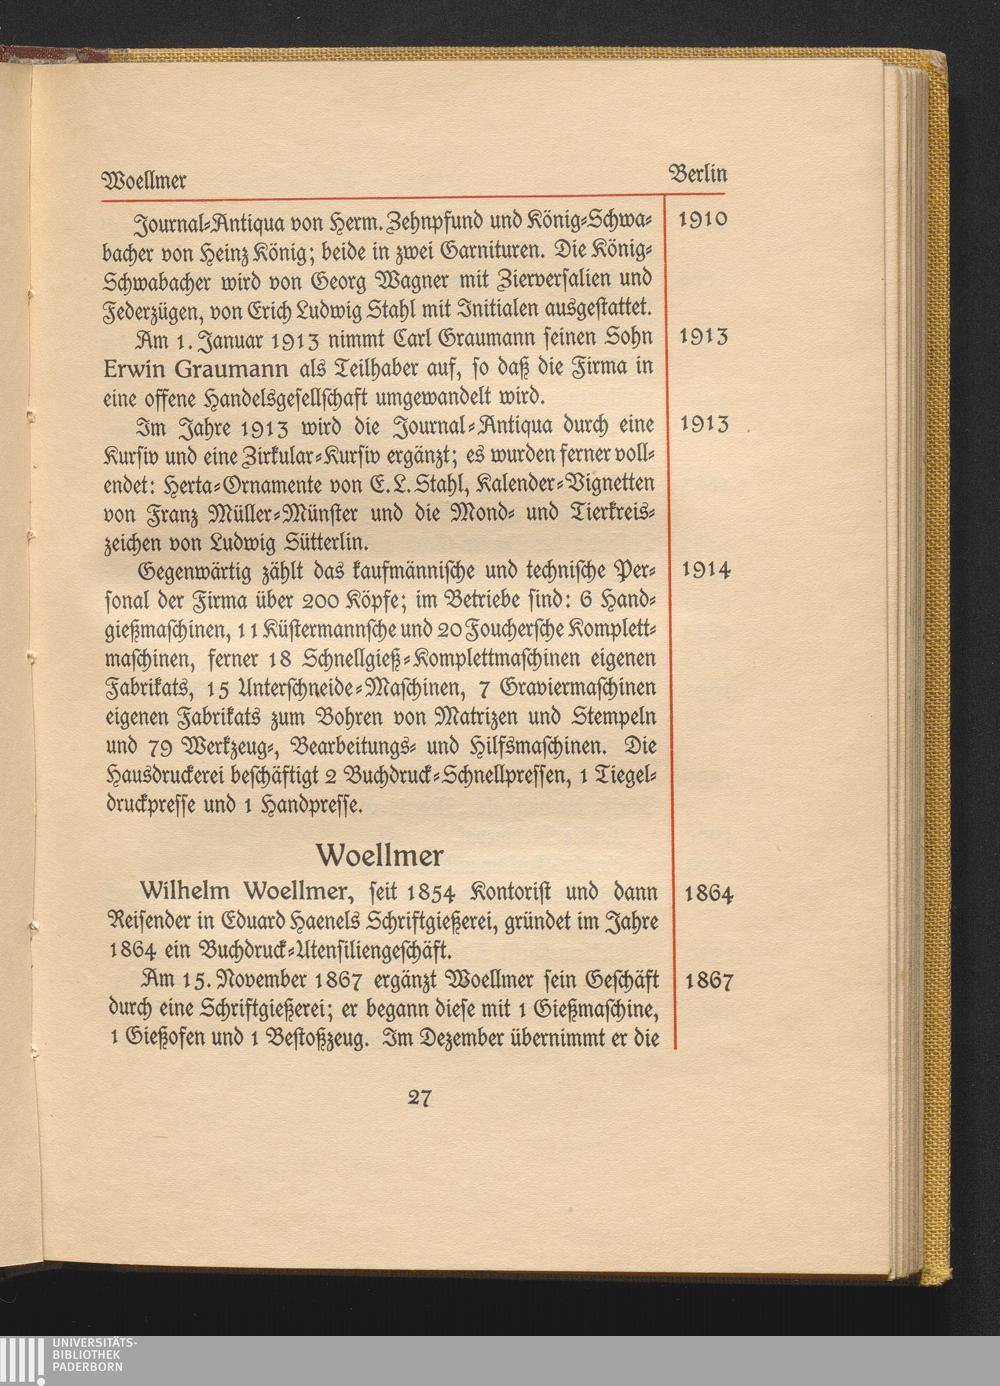 Woellmer Berlin
Journal-Antiqua von Herm. Zehnpfund und König-Schwa- 1910
bacher von Heinz König; beide in zwei Garnituren. Die König-
Schwabacher wird von Georg Wagner mit Zierversalien und
Federzügen, von Erich Ludwig Stahl mit Initialen ausgestattet.
Am 1. Januar 1913 nimmt Carl Graumann seinen Sohn 1913
Erwin Graumann als Teilhaber auf, so daß die Firma in
eine offene Handelsgesellschaft umgewandelt wird.
Im Jahre 1913 wird die Journal-Antiqua durch eine 1913
Kursiv und eine Zirkular-Kursiv ergänzt; es wurden ferner voll-
endet: Herta-Ornamente von E. L. Stahl, Kalender-Vignetten
von Franz Müller-Münster und die Mond- und Tierkreis-
zeichen von Ludwig Sütterlin.
Gegenwärtig zählt das kaufmännische und technische Per- 1914
sonal der Firma über 200 Köpfe; im Betriebe sind: 6 Hand-
gießmaschinen, 11 Küstermannsche und 20 Fouchersche Komplett-
maschinen, ferner 18 Schnellgieß-Komplettmaschinen eigenen
Fabrikats, 15 Unterschneide-Maschinen, 7 Graviermaschinen
eigenen Fabrikats zum Bohren von Matrizen und Stempeln
und 79 Werkzeug-, Bearbeitungs- und Hilfsmaschinen. Die
Hausdruckerei beschäftigt 2 Buchdruck-Schnellpressen, 1 Tiegel-
druckpresse und 1 Handpresse.
Woellmer
Wilhelm Woellmer, seit 1854 Kontorist und dann 1864
Reisender in Eduard Haenels Schriftgießerei, gründet im Jahre
1864 ein Buchdruck-Utensiliengeschäft.
Am 15. November 1867 ergänzt Woellmer sein Geschäft 1867
durch eine Schriftgießerei; er begann diese mit 1 Gießmaschine,
1 Gießofen und 1 Bestoßzeug. Im Dezember übernimmt er die
27
UNIVERSITÄTS-
BIBLIOTHEK
PADERBORN